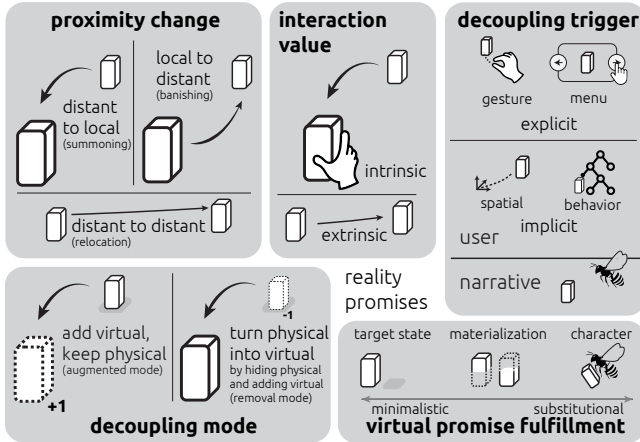 proximity change
distant
to local
(summoning)
local to
distant
(banishing)
distant to distant
(relocation)
interaction
value
intrinsic
extrinsic
decoupling trigger
gesture
menu
explicit
spatial
behavior
implicit
user
narrative
add virtual,
keep physical
(augmented mode)
+1
-1
turn physical
into virtual
by hiding physical
and adding virtual
(removal mode)
decoupling mode
reality
promises
target state
materialization
character
minimalistic
substitutional
virtual promise fulfillment